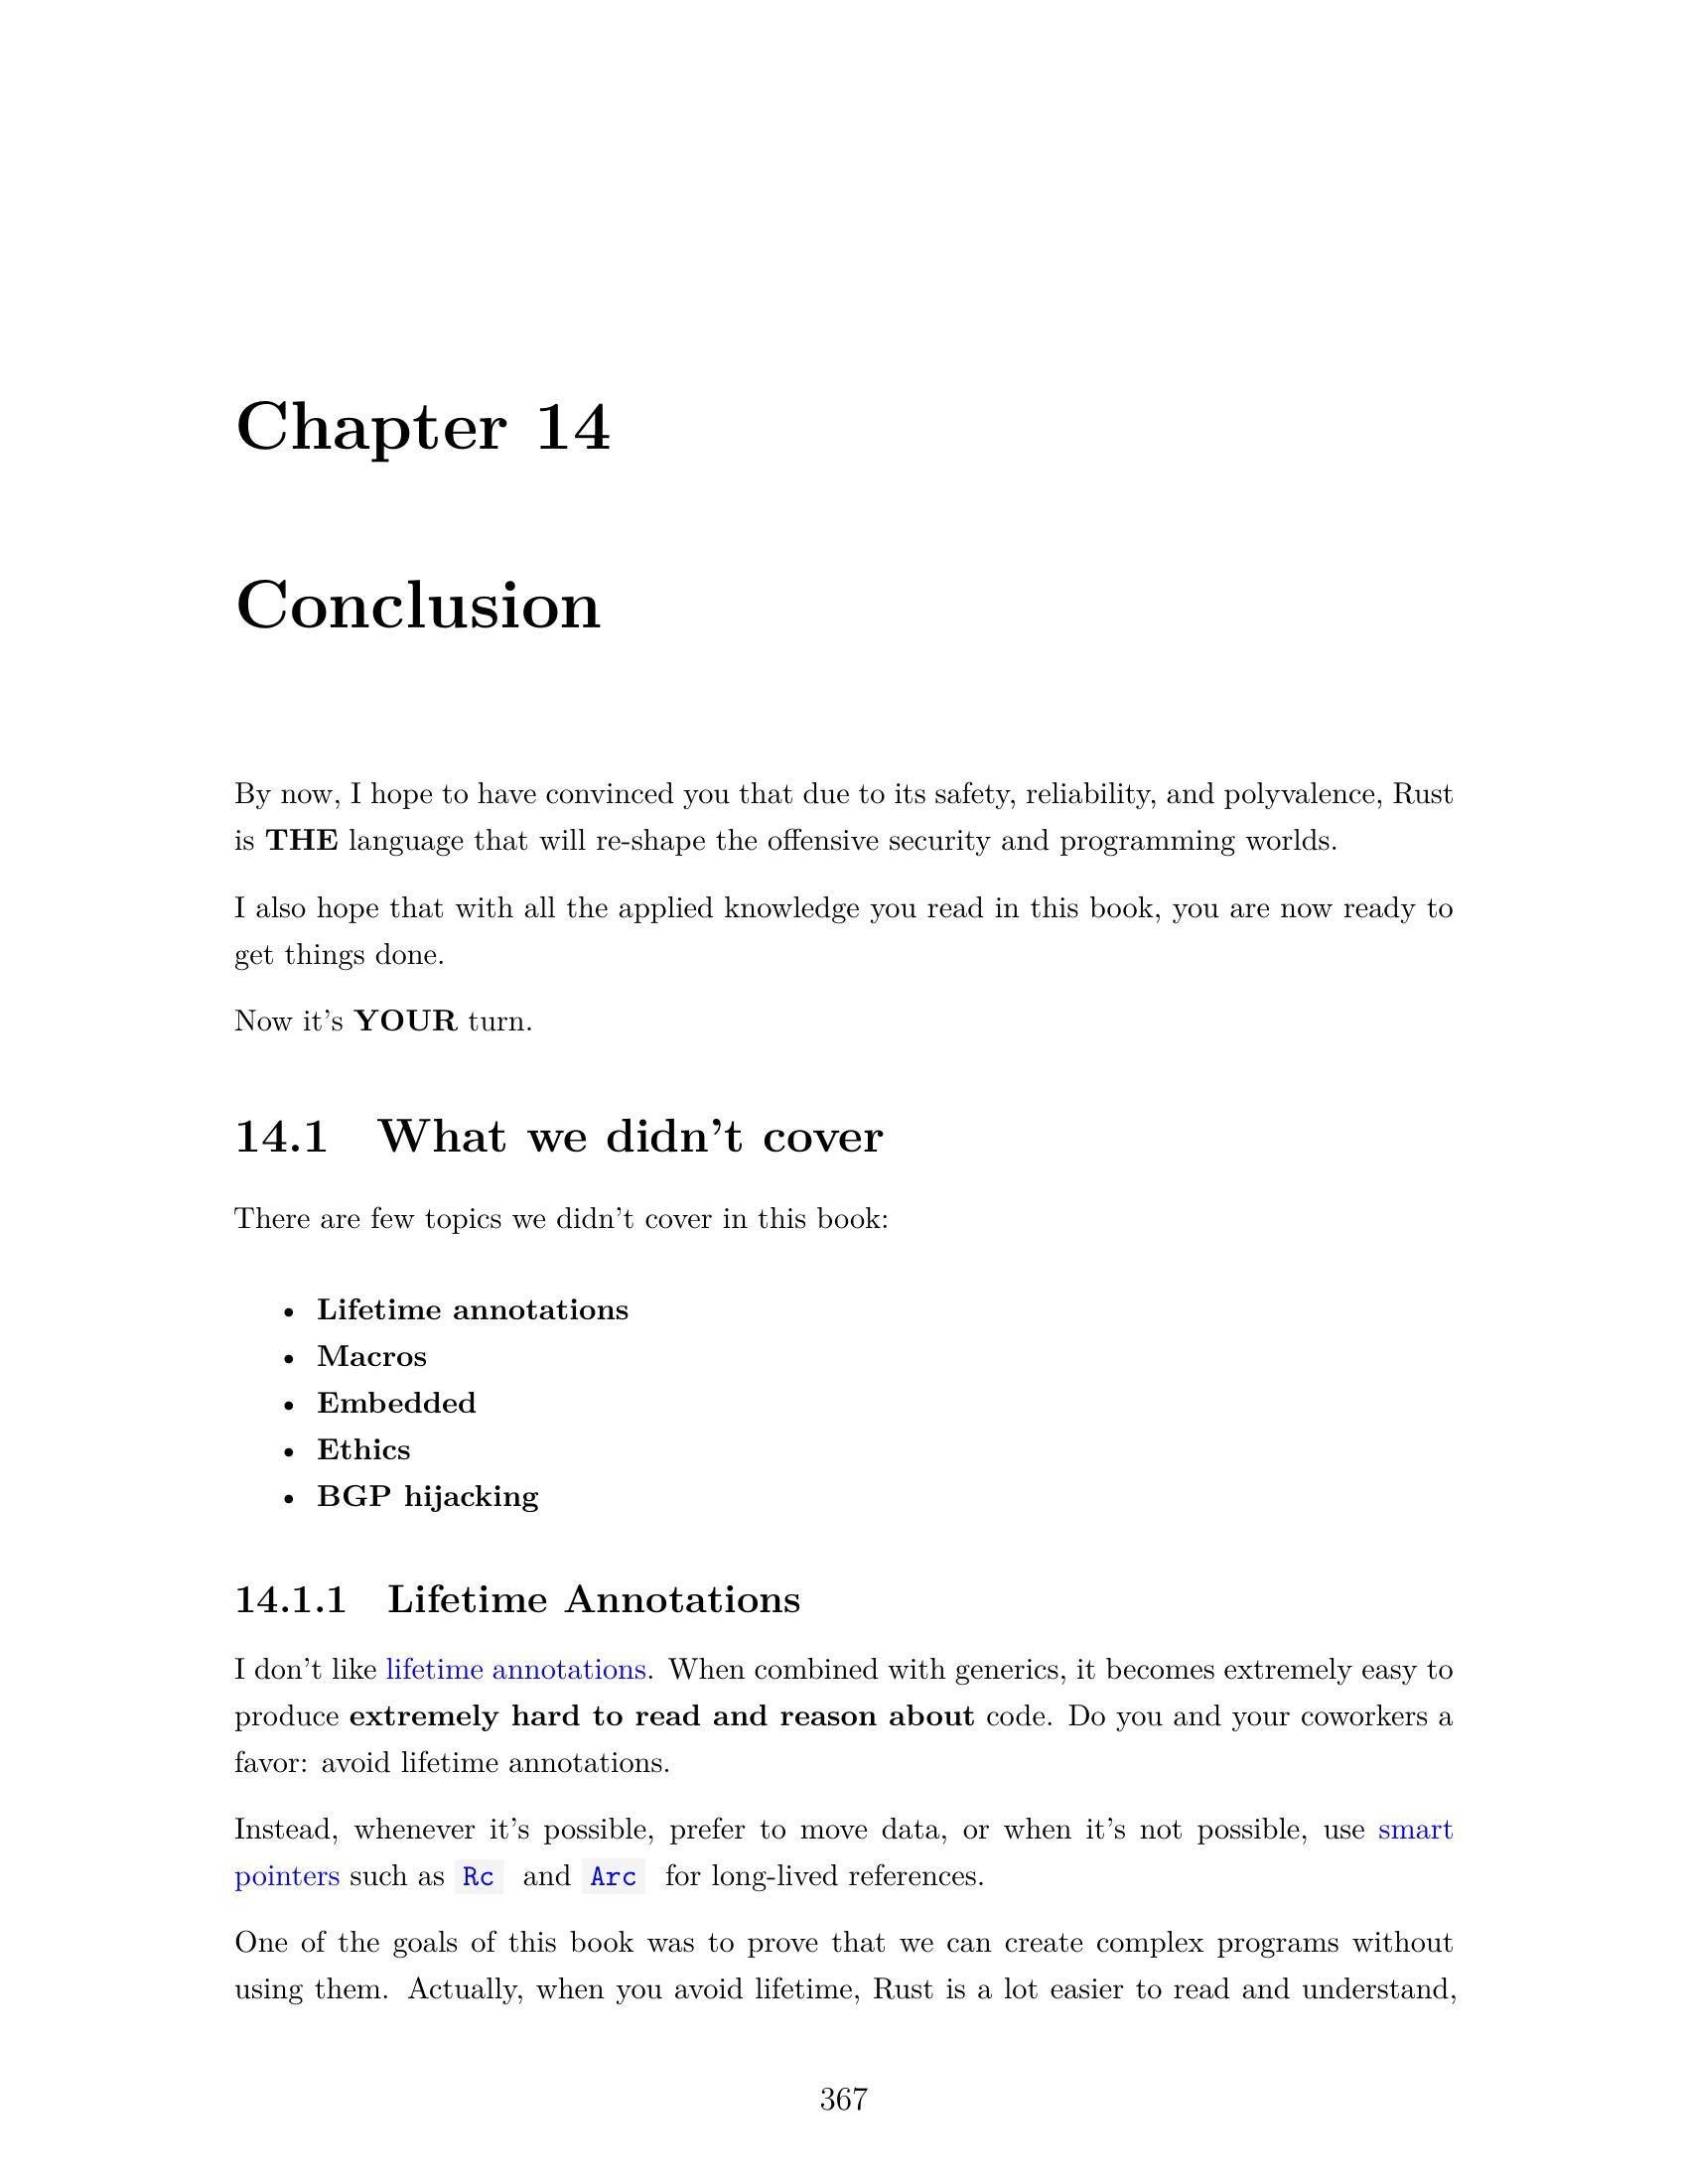 Chapter 14
Conclusion
By now, I hope to have convinced you that due to its safety, reliability, and polyvalence, Rust
is THE language that will re-shape the offensive security and programming worlds.
I also hope that with all the applied knowledge you read in this book, you are now ready to
get things done.
Now it's YOUR turn.
14.1 What we didn't cover
There are few topics we didn't cover in this book:
• Lifetime annotations
• Macros
• Embedded
• Ethics
• BGP hijacking
14.1.1 Lifetime Annotations
I don't like lifetime annotations. When combined with generics, it becomes extremely easy to
produce extremely hard to read and reason about code. Do you and your coworkers a
favor: avoid lifetime annotations.
Instead, whenever it's possible, prefer to move data, or when it's not possible, use smart
pointers such as Rc and Arc for long-lived references.
One of the goals of this book was to prove that we can create complex programs without
using them. Actually, when you avoid lifetime, Rust is a lot easier to read and understand,
367